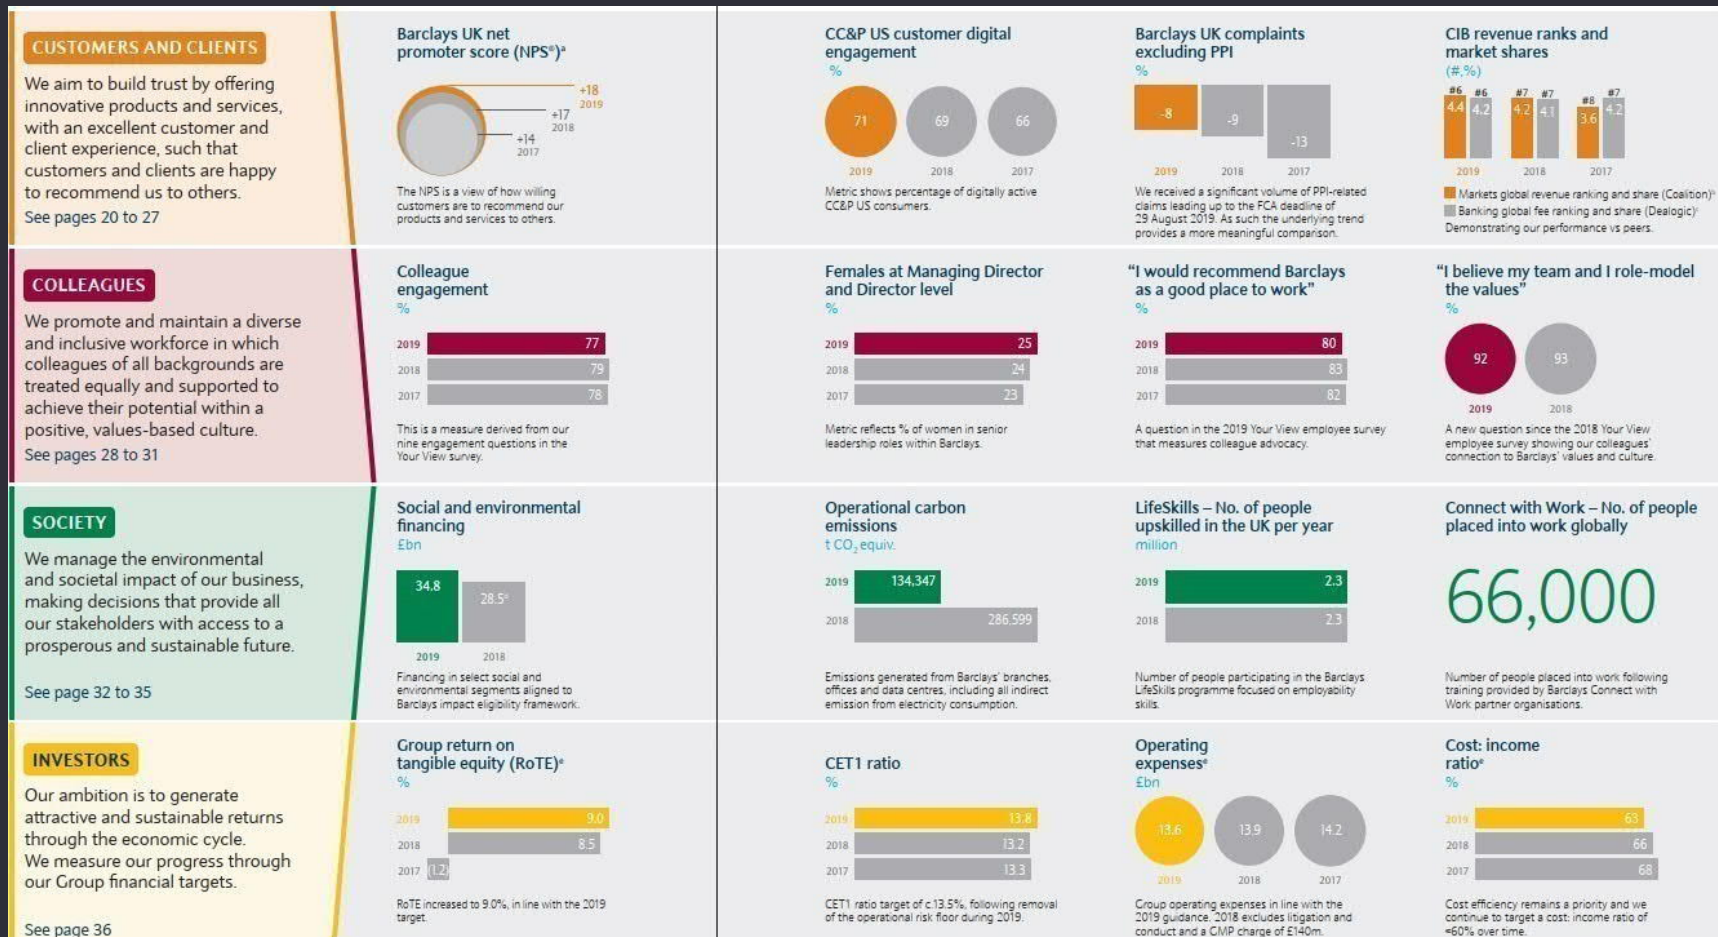 CUSTOMERS AND CLIENTS
We aim to build trust by offering
innovative products and services,
with an excellent customer and
client experience, such that
customers and clients are happy
to recommend us to others.
See pages 20 to 27
Barclays UK net
promoter score (NPS®)ᵃ
+18
2019
+17
2018
+14
2017
The NPS is a view of how willing
customers are to recommend our
products and services to others.
CC&P US customer digital
engagement
%
71 69 66
2019 2018 2017
Metric shows percentage of digitally active
CC&P US consumers.
Barclays UK complaints
excluding PPI
%
-8 -9 -13
2019 2018 2017
We received a significant volume of PPI-related
claims leading up to the FCA deadline of
29 August 2019. As such the underlying trend
provides a more meaningful comparison.
CIB revenue ranks and
market shares
(#,%)
#6 #6 #7 #7 #8 #7
4.4 4.2 4.2 4.1 3.6 4.2
2019 2018 2017
Markets global revenue ranking and share (Coalition)ᵇ
Banking global fee ranking and share (Dealogic)ᶜ
Demonstrating our performance vs peers.
COLLEAGUES
We promote and maintain a diverse
and inclusive workforce in which
colleagues of all backgrounds are
treated equally and supported to
achieve their potential within a
positive, values-based culture.
See pages 28 to 31
Colleague
engagement
%
2019 77
2018 79
2017 78
This is a measure derived from our
nine engagement questions in the
Your View survey.
Females at Managing Director
and Director level
%
2019 25
2018 24
2017 23
Metric reflects % of women in senior
leadership roles within Barclays.
“I would recommend Barclays
as a good place to work”
%
2019 80
2018 83
2017 82
A question in the 2019 Your View employee survey
that measures colleague advocacy.
“I believe my team and I role-model
the values”
%
92 93
2019 2018
A new question since the 2018 Your View
employee survey showing our colleagues’
connection to Barclays’ values and culture.
SOCIETY
We manage the environmental
and societal impact of our business,
making decisions that provide all
our stakeholders with access to a
prosperous and sustainable future.
See page 32 to 35
Social and environmental
financing
£bn
34.8 28.5ᵈ
2019 2018
Financing in select social and
environmental segments aligned to
Barclays impact eligibility framework.
Operational carbon
emissions
t CO₂ equiv.
2019 134,347
2018 286,599
Emissions generated from Barclays’ branches,
offices and data centres, including all indirect
emission from electricity consumption.
LifeSkills – No. of people
upskilled in the UK per year
million
2019 2.3
2018 2.3
Number of people participating in the Barclays
LifeSkills programme focused on employability
skills.
Connect with Work – No. of people
placed into work globally
66,000
Number of people placed into work following
training provided by Barclays Connect with
Work partner organisations.
INVESTORS
Our ambition is to generate
attractive and sustainable returns
through the economic cycle.
We measure our progress through
our Group financial targets.
See page 36
Group return on
tangible equity (RoTE)ᵉ
%
2019 9.0
2018 8.5
2017 (1.2)
RoTE increased to 9.0%, in line with the 2019
target.
CET1 ratio
%
2019 13.8
2018 13.2
2017 13.3
CET1 ratio target of c.13.5%, following removal
of the operational risk floor during 2019.
Operating
expensesᵉ
£bn
13.6 13.9 14.2
2019 2018 2017
Group operating expenses in line with the
2019 guidance. 2018 excludes litigation and
conduct and a GMP charge of £140m.
Cost: income
ratioᵉ
%
2019 63
2018 66
2017 68
Cost efficiency remains a priority and we
continue to target a cost: income ratio of
<60% over time.